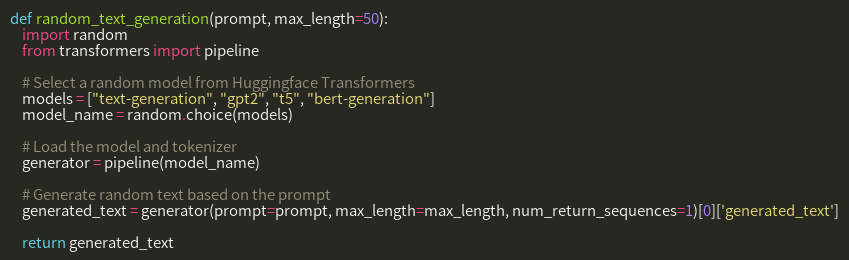 def random_text_generation(prompt, max_length=50):
    import random
    from transformers import pipeline
    # Select a random model from Huggingface Transformers
    models = ["text-generation", "gpt2", "t5", "bert-generation"]
    model_name = random.choice(models)
    # Load the model and tokenizer
    generator = pipeline(model_name)
    # Generate random text based on the prompt
    generated_text = generator(prompt=prompt, max_length=max_length, num_return_sequences=1)[0]['generated_text']
    return generated_text